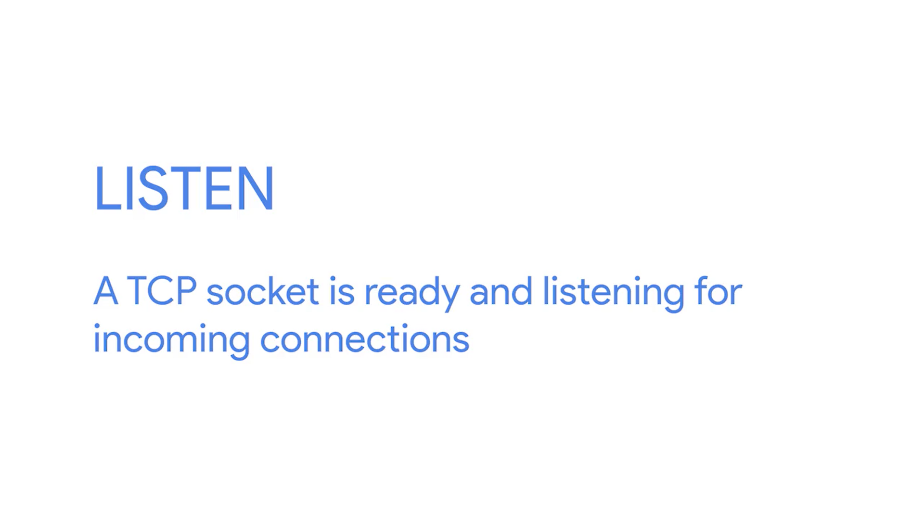 LISTEN
A TCP socket is ready and listening for
incoming connections